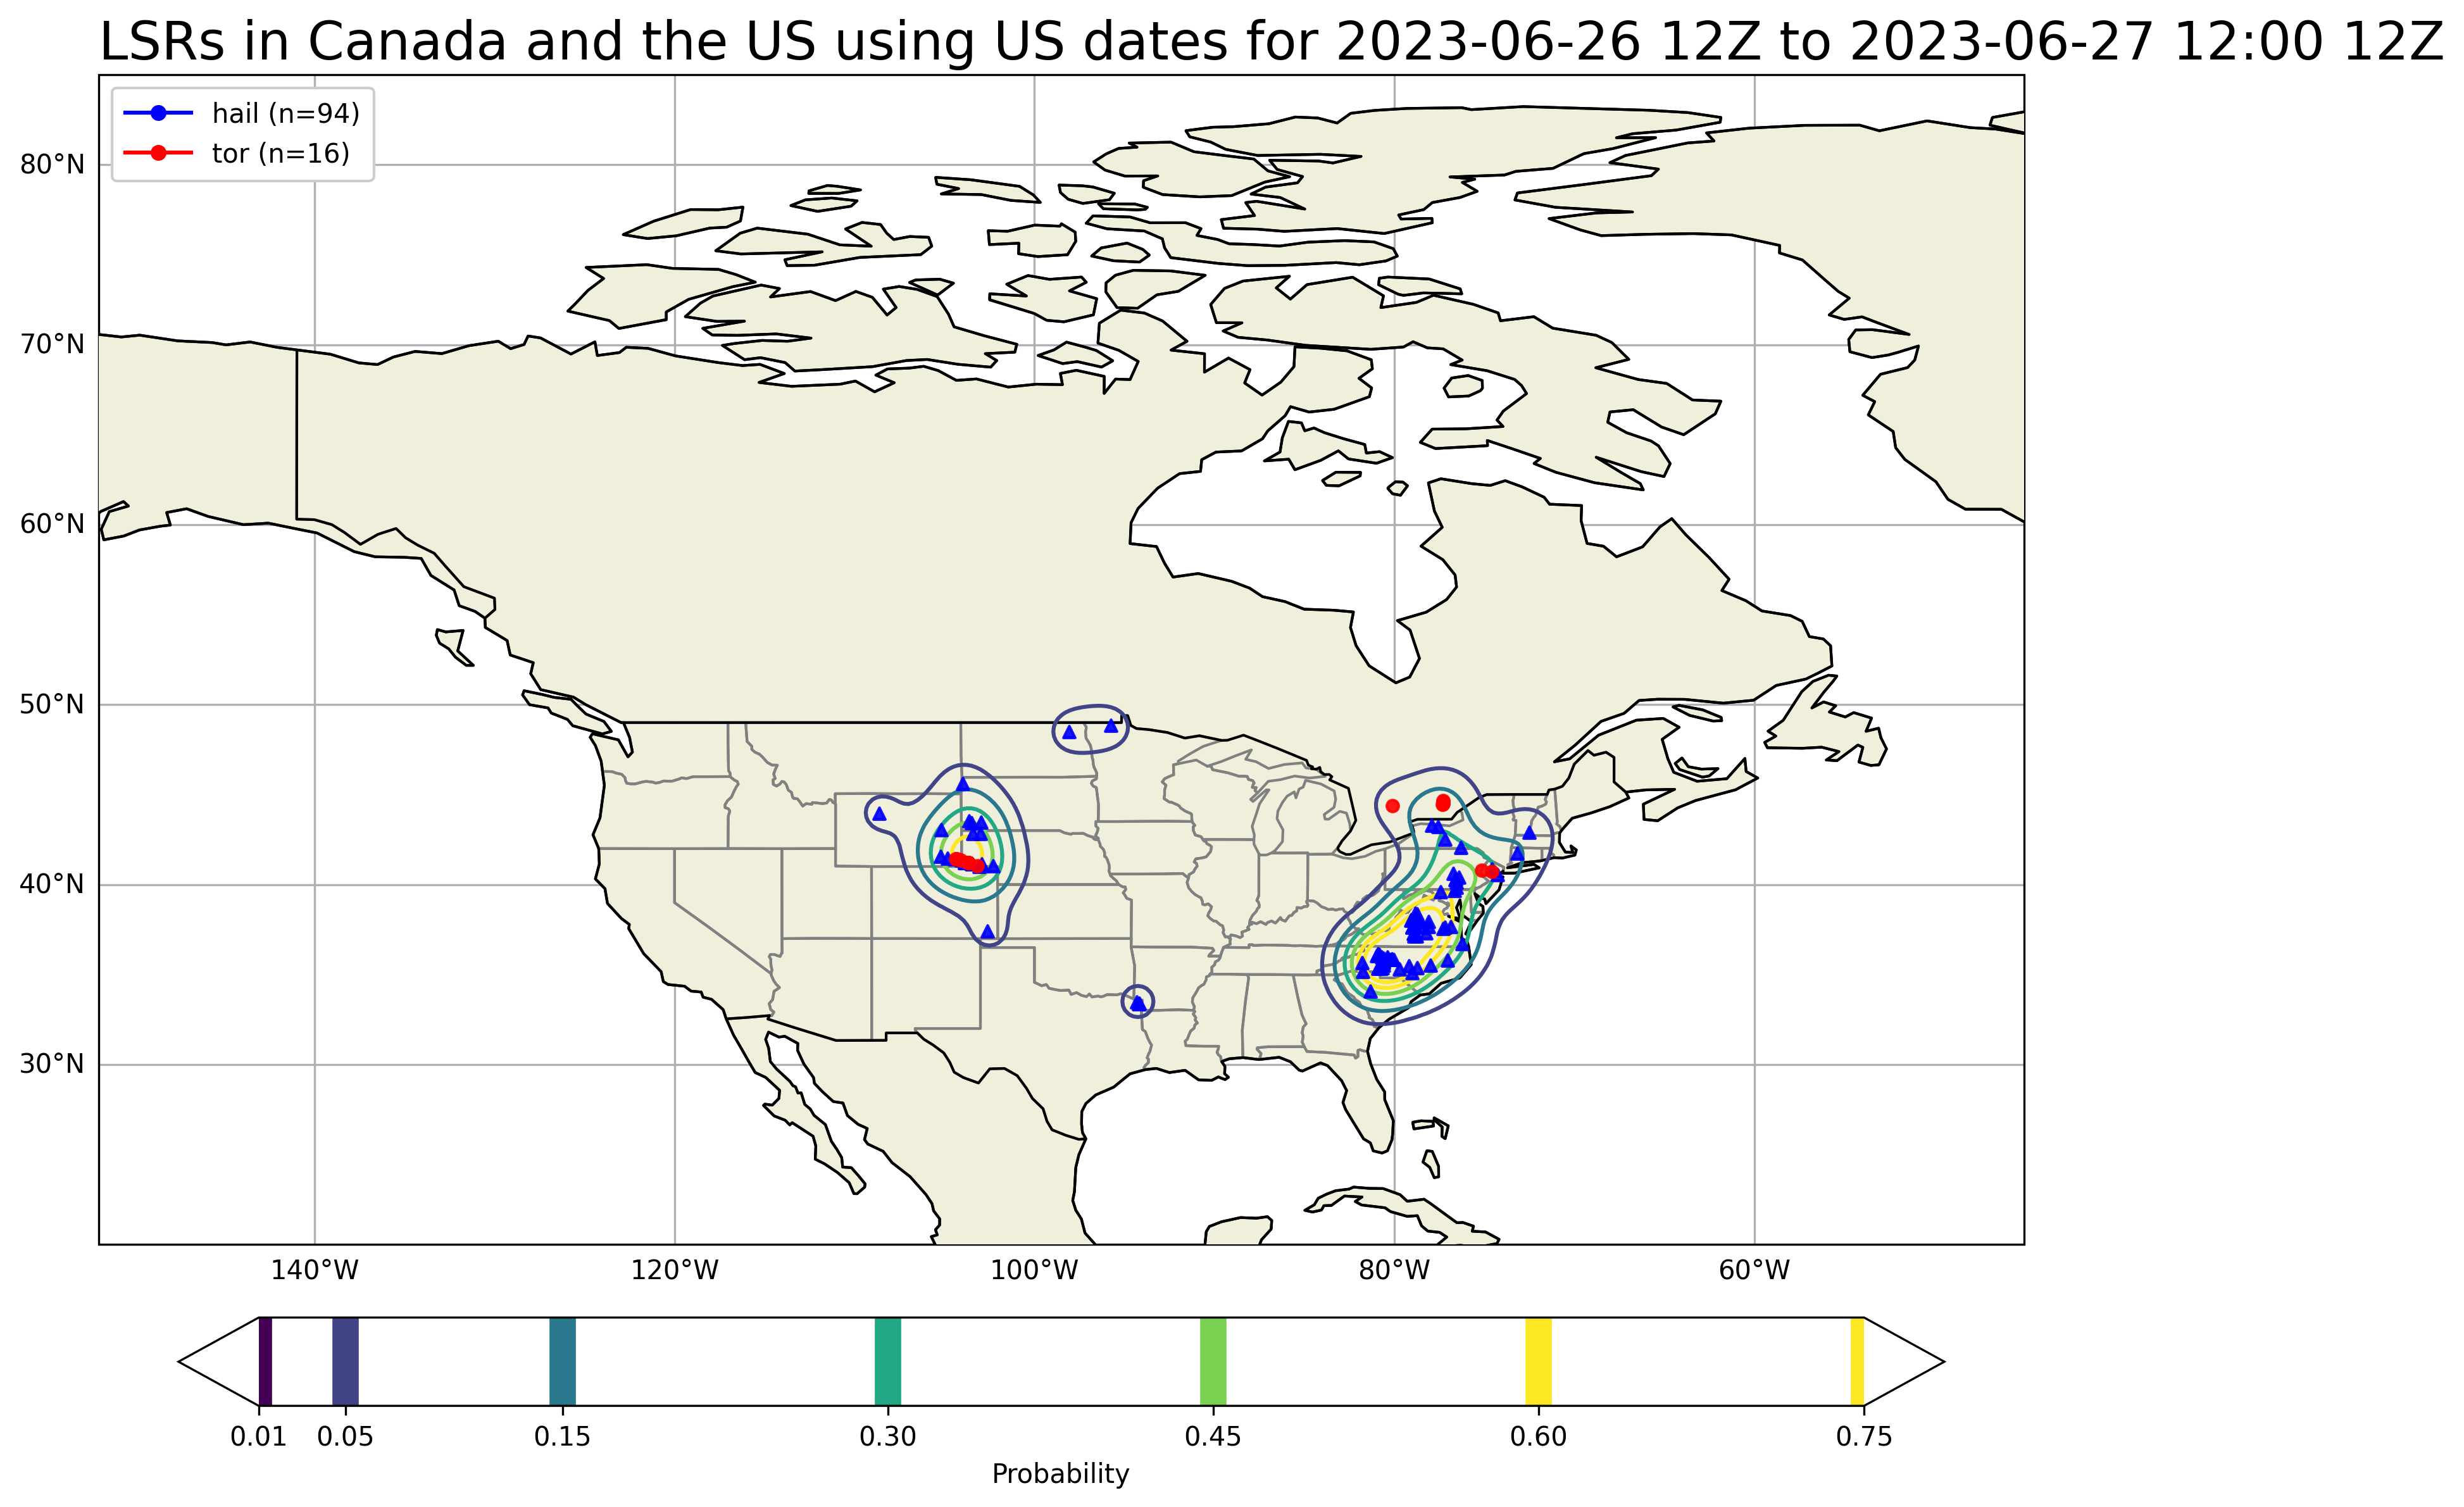 LSRs in Canada and the US using US dates for 2023-06-26 12Z to 2023-06-27 12:00 12Z
hail (n=94)
tor (n=16)
80°N
70°N
60°N
50°N
40°N
30°N
140°W 120°W 100°W 80°W 60°W
0.01 0.05 0.15 0.30 0.45 0.60 0.75
Probability